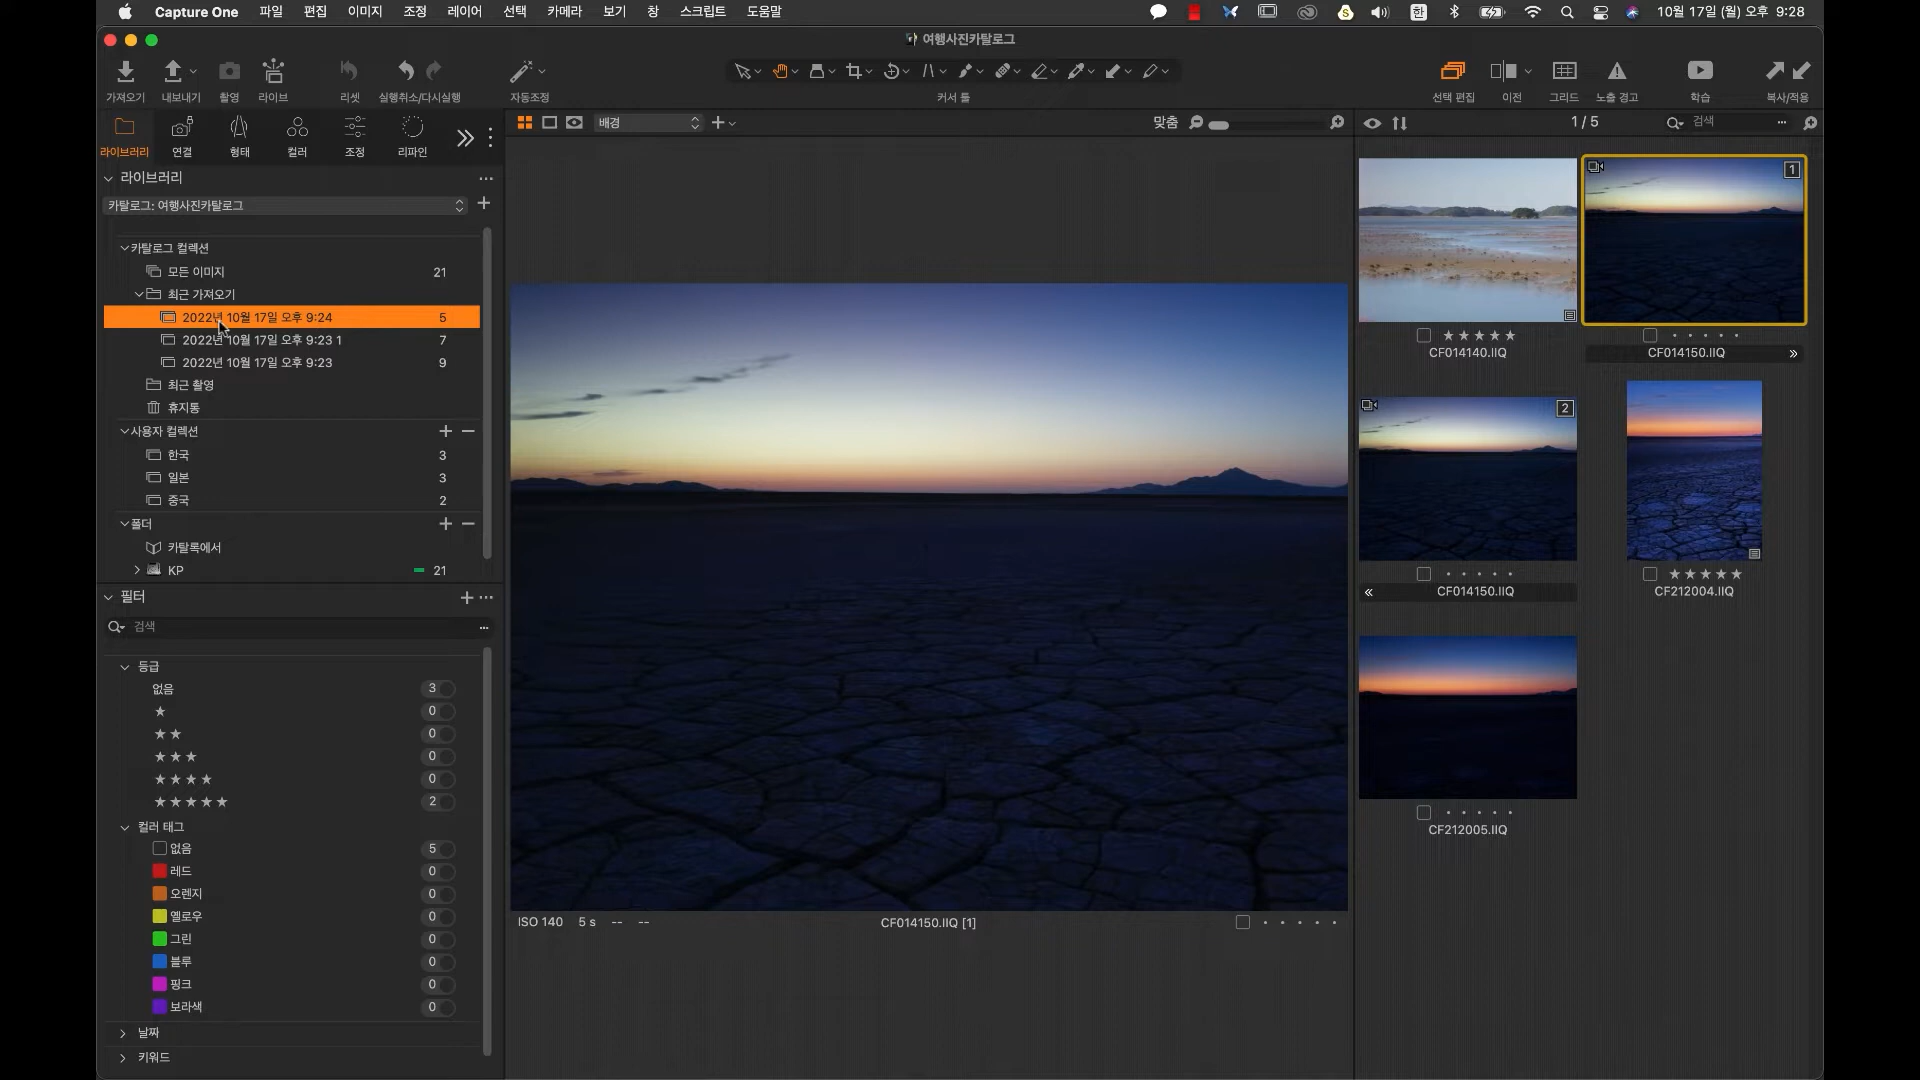 Capture One 파일 편집 이미지 조정 레이어 선택 카메라 보기 창 스크립트 도움말 한 10월 17일 (월) 오후 9:28
여행사진카탈로그
가져오기 내보내기 촬영 라이브 리셋 실행취소/다시실행 자동조정 커서 툴 선택 편집 이전 그리드 노출 경고 학습 복사/적용
라이브러리 연결 형태 컬러 조정 리파인
라이브러리
카탈로그: 여행사진카탈로그
카탈로그 컬렉션
모든 이미지 21
최근 가져오기
2022년 10월 17일 오후 9:24 5
2022년 10월 17일 오후 9:23 1 7
2022년 10월 17일 오후 9:23 9
최근 촬영
휴지통
사용자 컬렉션
한국 3
일본 3
중국 2
폴더
카탈록에서
KP 21
필터
검색
등급
없음 3
★ 0
★★ 0
★★★ 0
★★★★ 0
★★★★★ 2
컬러 태그
없음 5
레드 0
오렌지 0
옐로우 0
그린 0
블루 0
핑크 0
보라색 0
날짜
키워드
배경 맞춤
ISO 140 5 s -- -- CF014150.IIQ [1]
1 / 5 검색
1
★★★★★
CF014140.IIQ
CF014150.IIQ
2
CF014150.IIQ
★★★★★
CF212004.IIQ
CF212005.IIQ